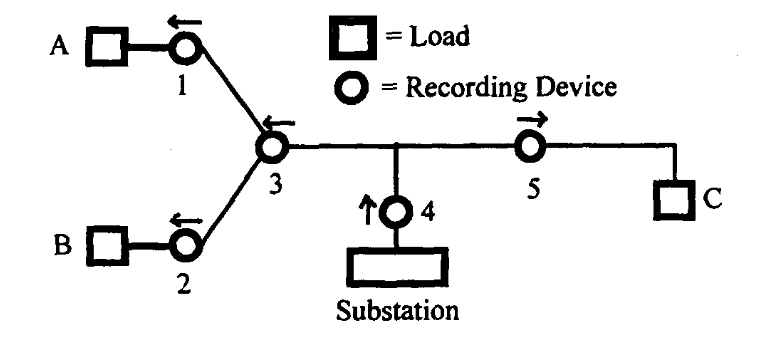 A
= Load
= Recording Device
1
3
5
C
4
B
2
Substation